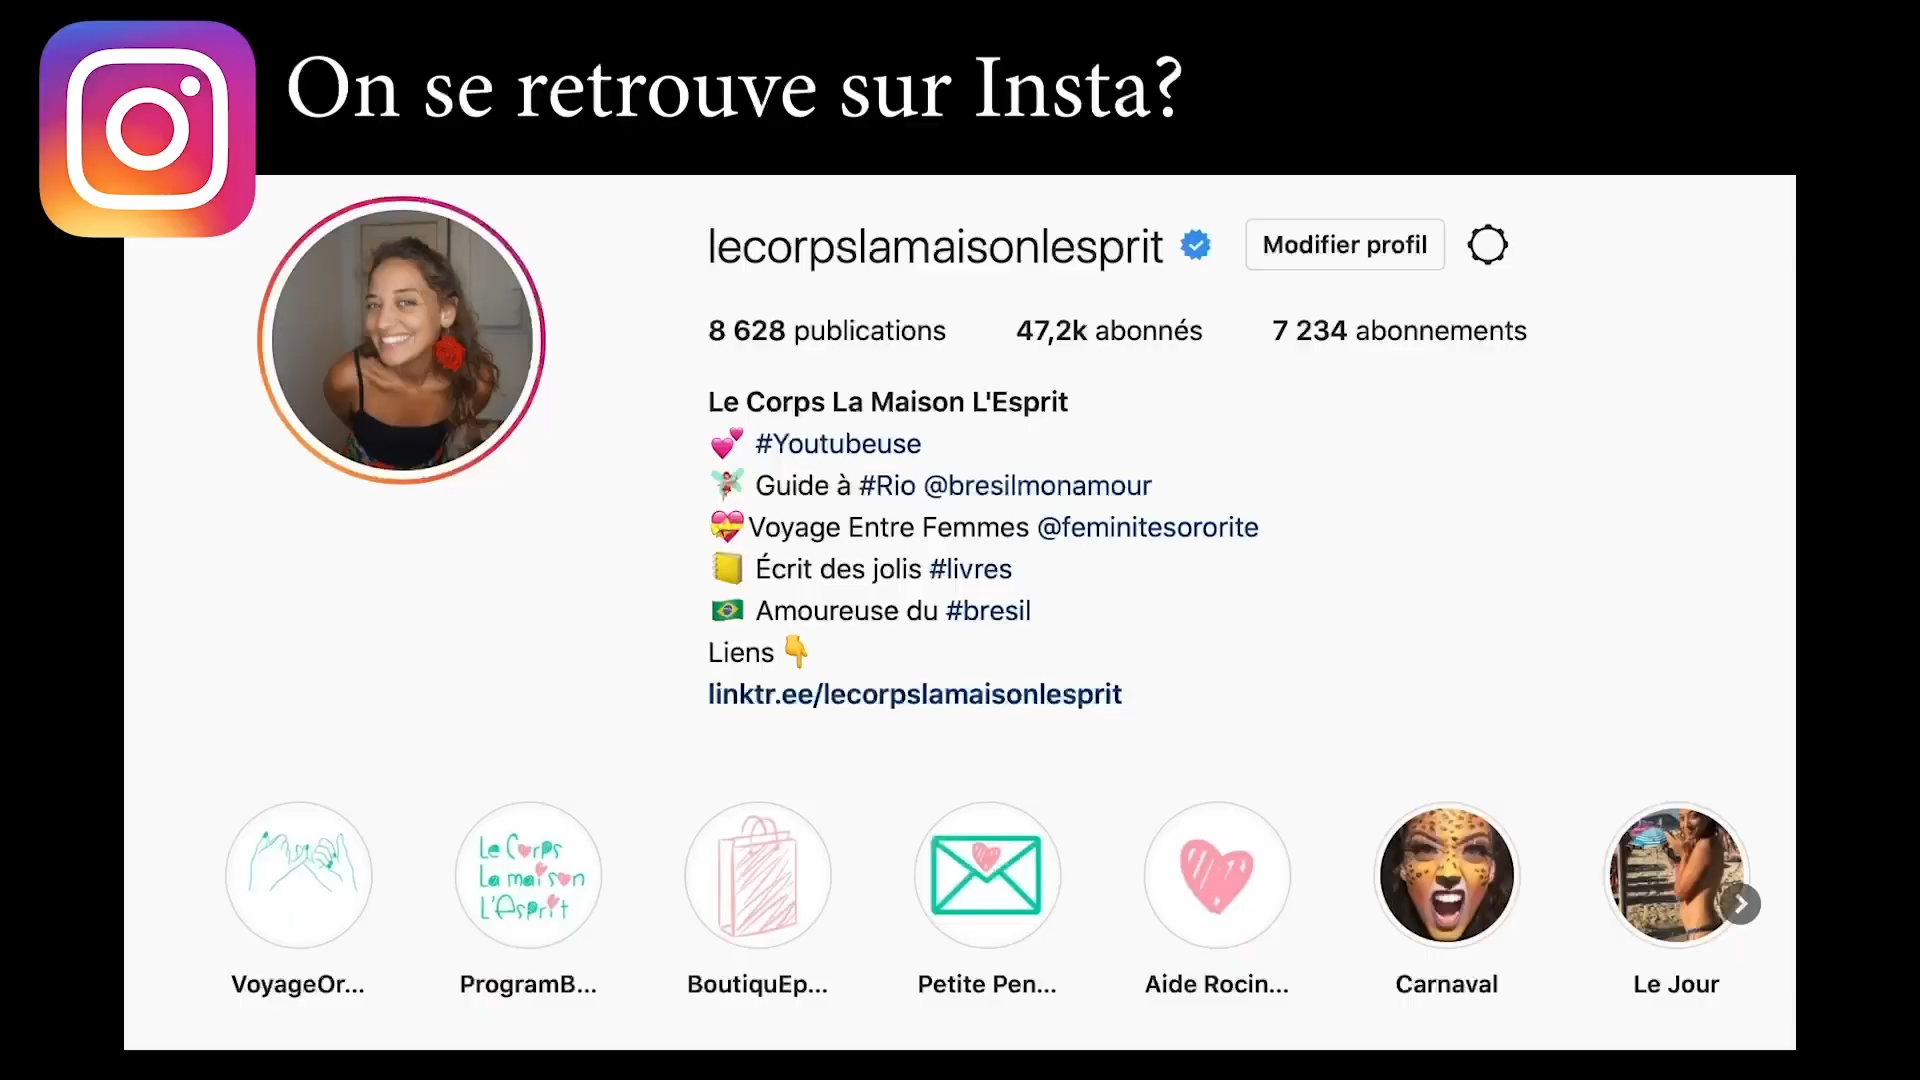 On se retrouve sur Insta?
lecorpslamaisonlesprit
Modifier profil
8 628 publications 47,2k abonnés 7 234 abonnements
Le Corps La Maison L'Esprit
💕 #Youtubeuse
🧚 Guide à #Rio @bresilmonamour
💝Voyage Entre Femmes @feminitesororite
📒 Écrit des jolis #livres
🇧🇷 Amoureuse du #bresil
Liens 👇
linktr.ee/lecorpslamaisonlesprit
Le Corps
La maison
L'Esprit
VoyageOr... ProgramB... BoutiquEp... Petite Pen... Aide Rocin... Carnaval Le Jour